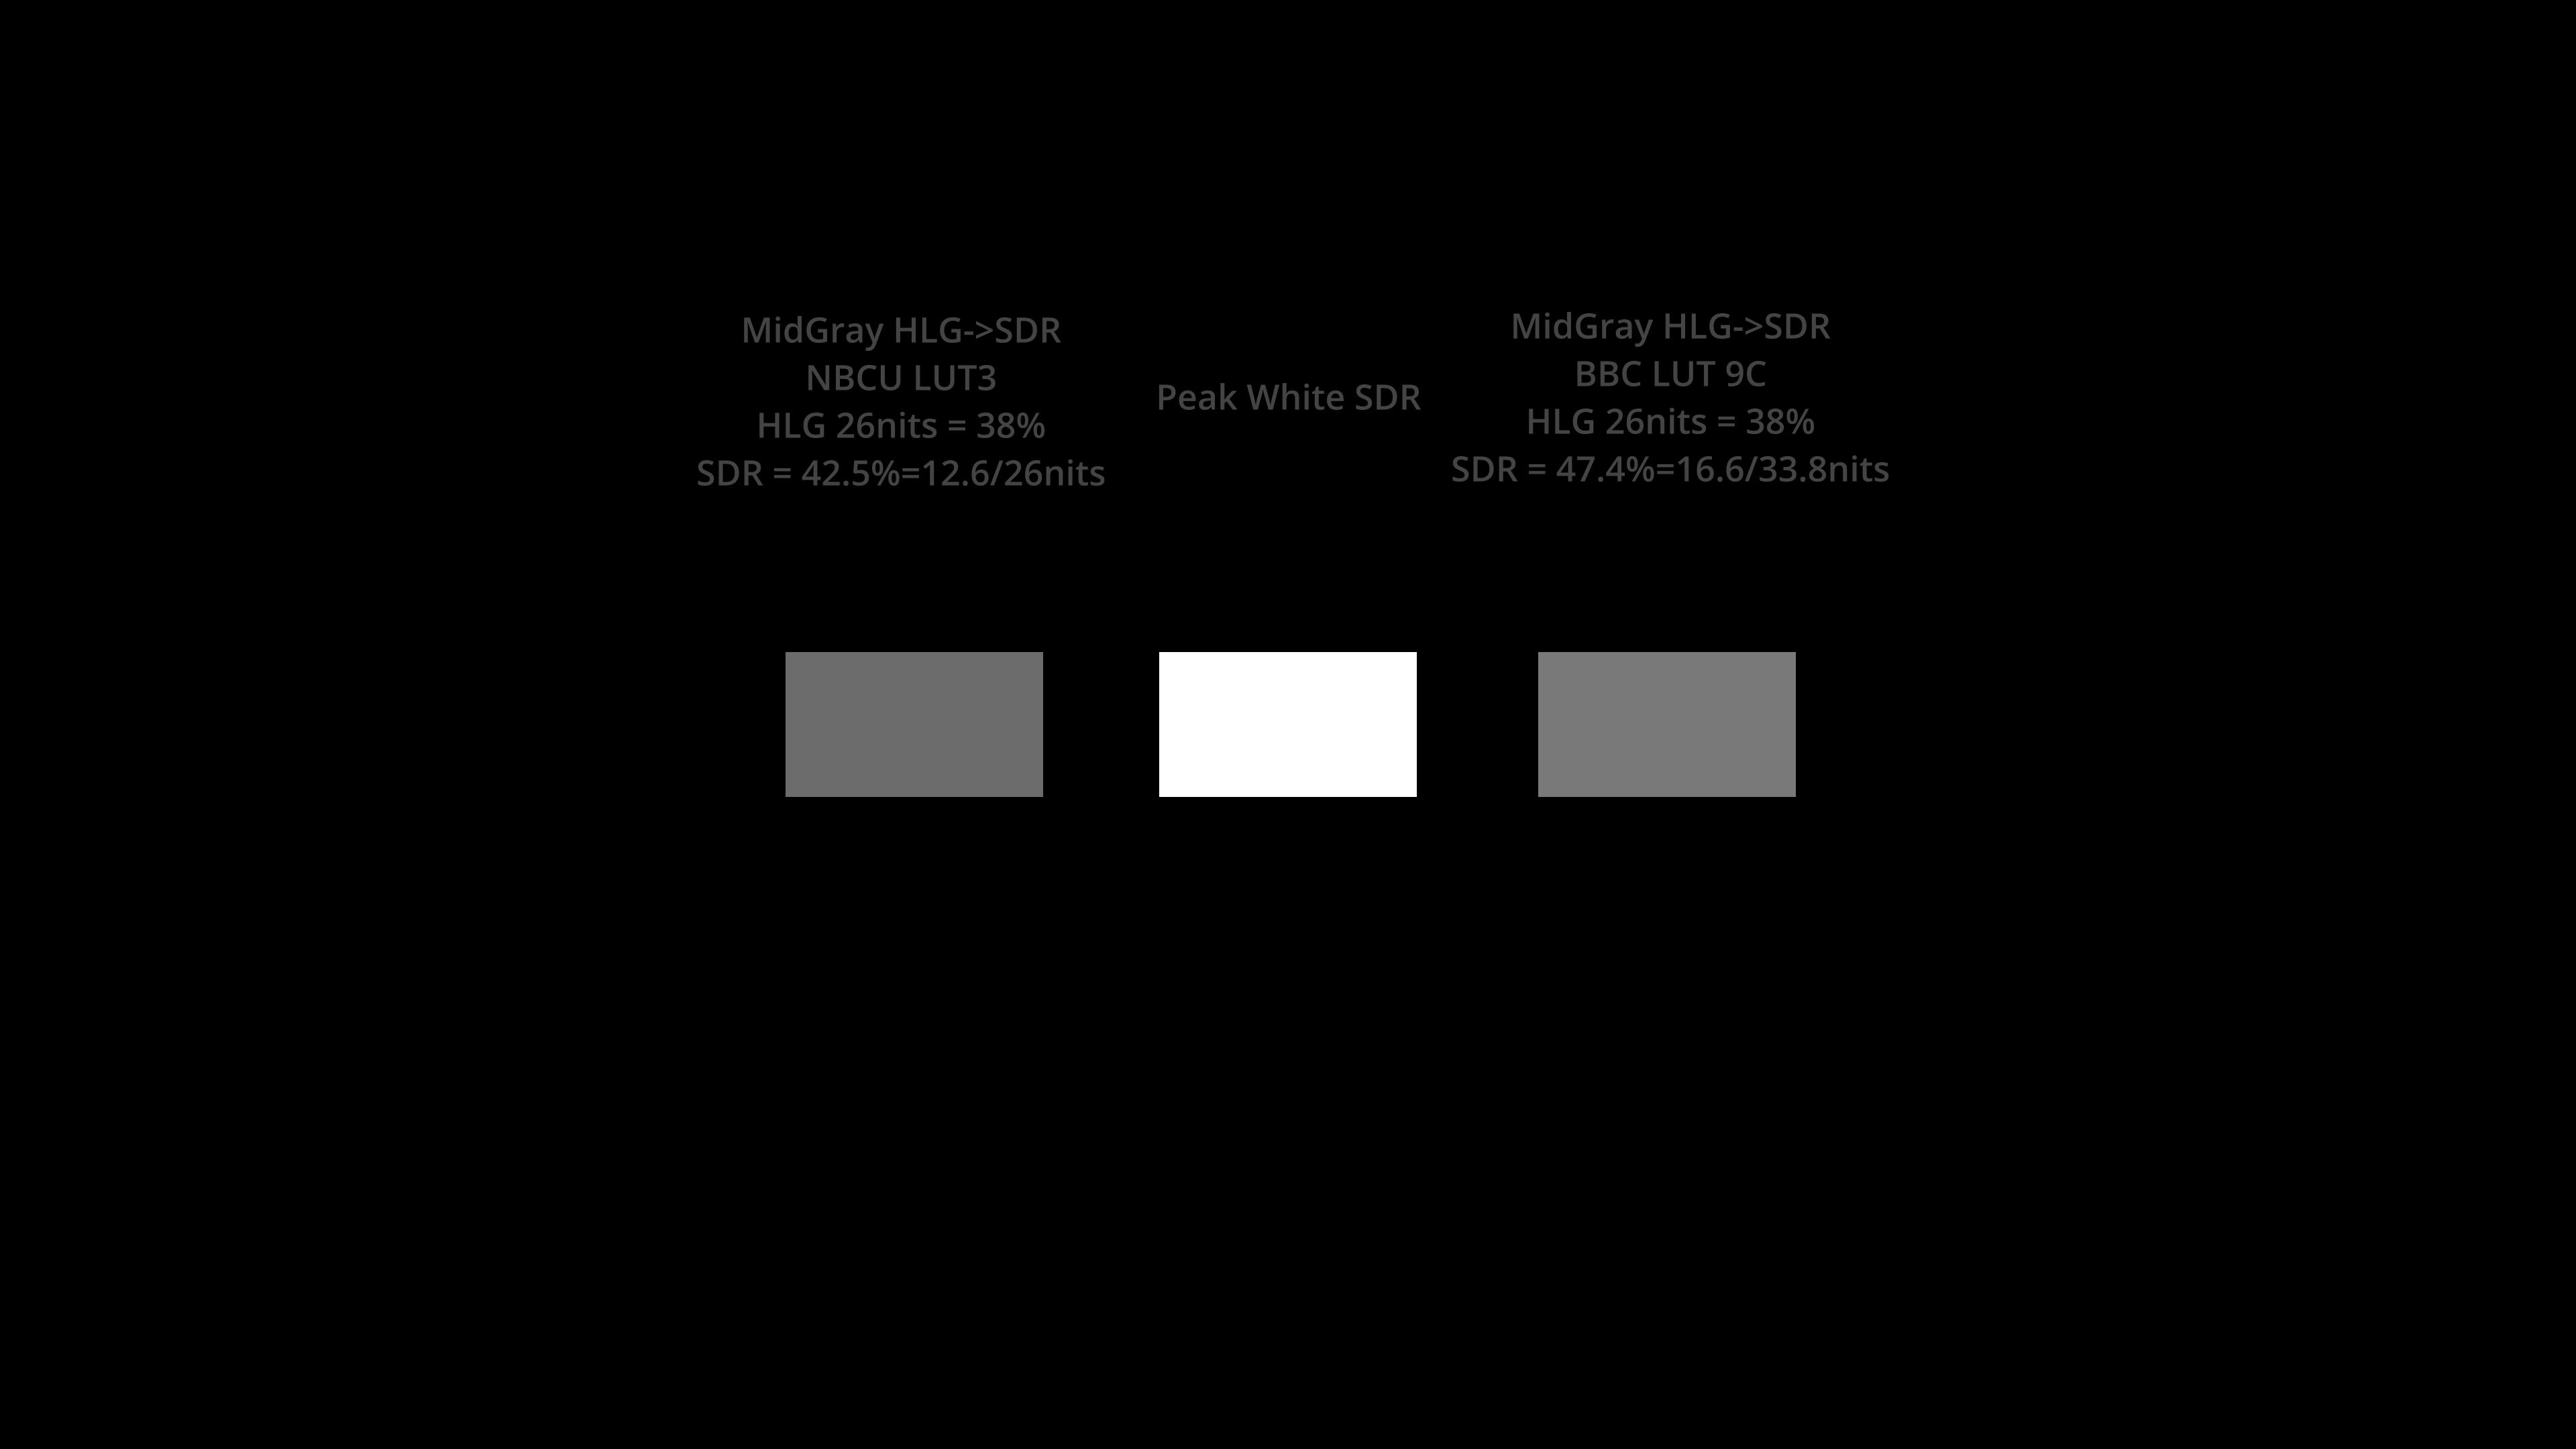 MidGray HLG->SDR
NBCU LUT3
HLG 26nits = 38%
SDR = 42.5%=12.6/26nits
Peak White SDR
MidGray HLG->SDR
BBC LUT 9C
HLG 26nits = 38%
SDR = 47.4%=16.6/33.8nits